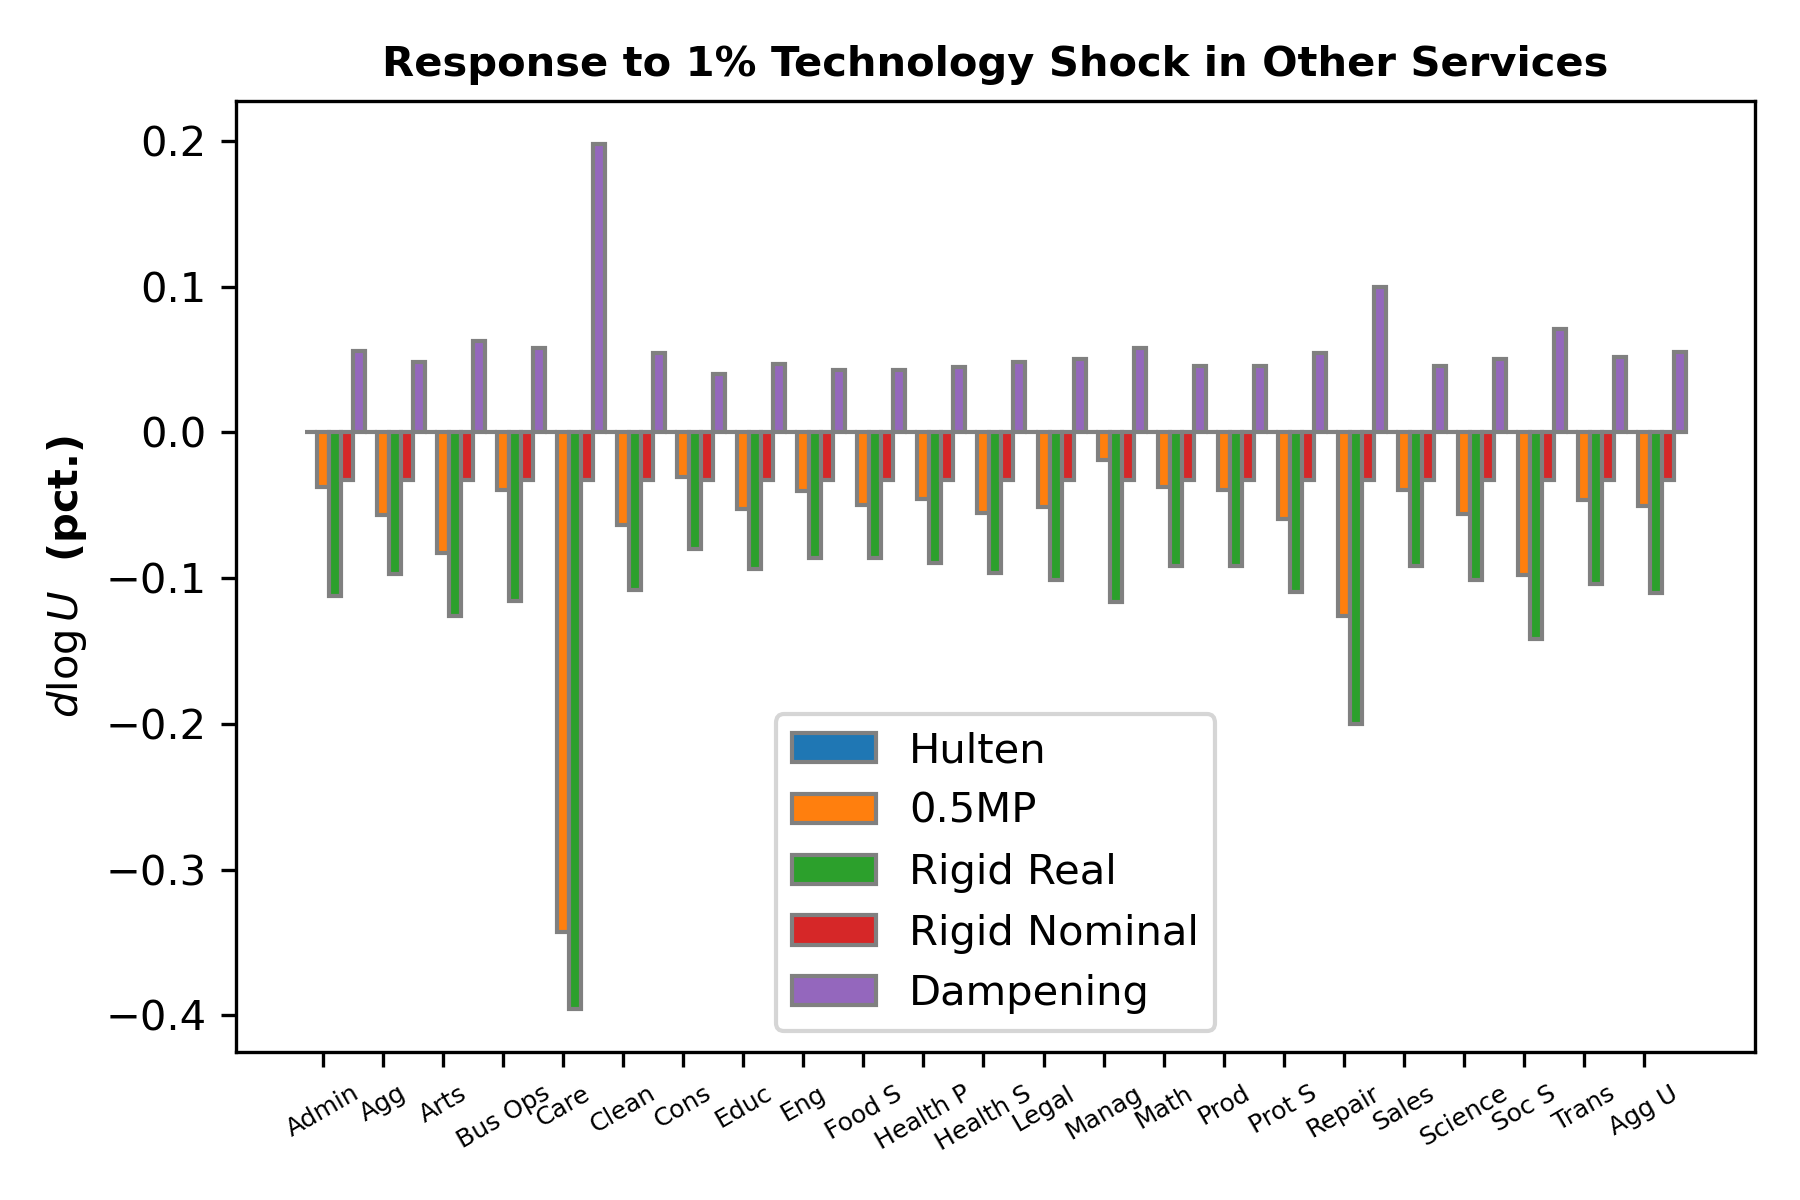 Response to 1% Technology Shock in Other Services
dlog U (pct.)
0.2
0.1
0.0
−0.1
−0.2
−0.3
−0.4
Hulten
0.5MP
Rigid Real
Rigid Nominal
Dampening
Admin Agg Arts Bus Ops Care Clean Cons Educ Eng Food S Health P Health S Legal Manag Math Prod Prot S Repair Sales Science Soc S Trans Agg U